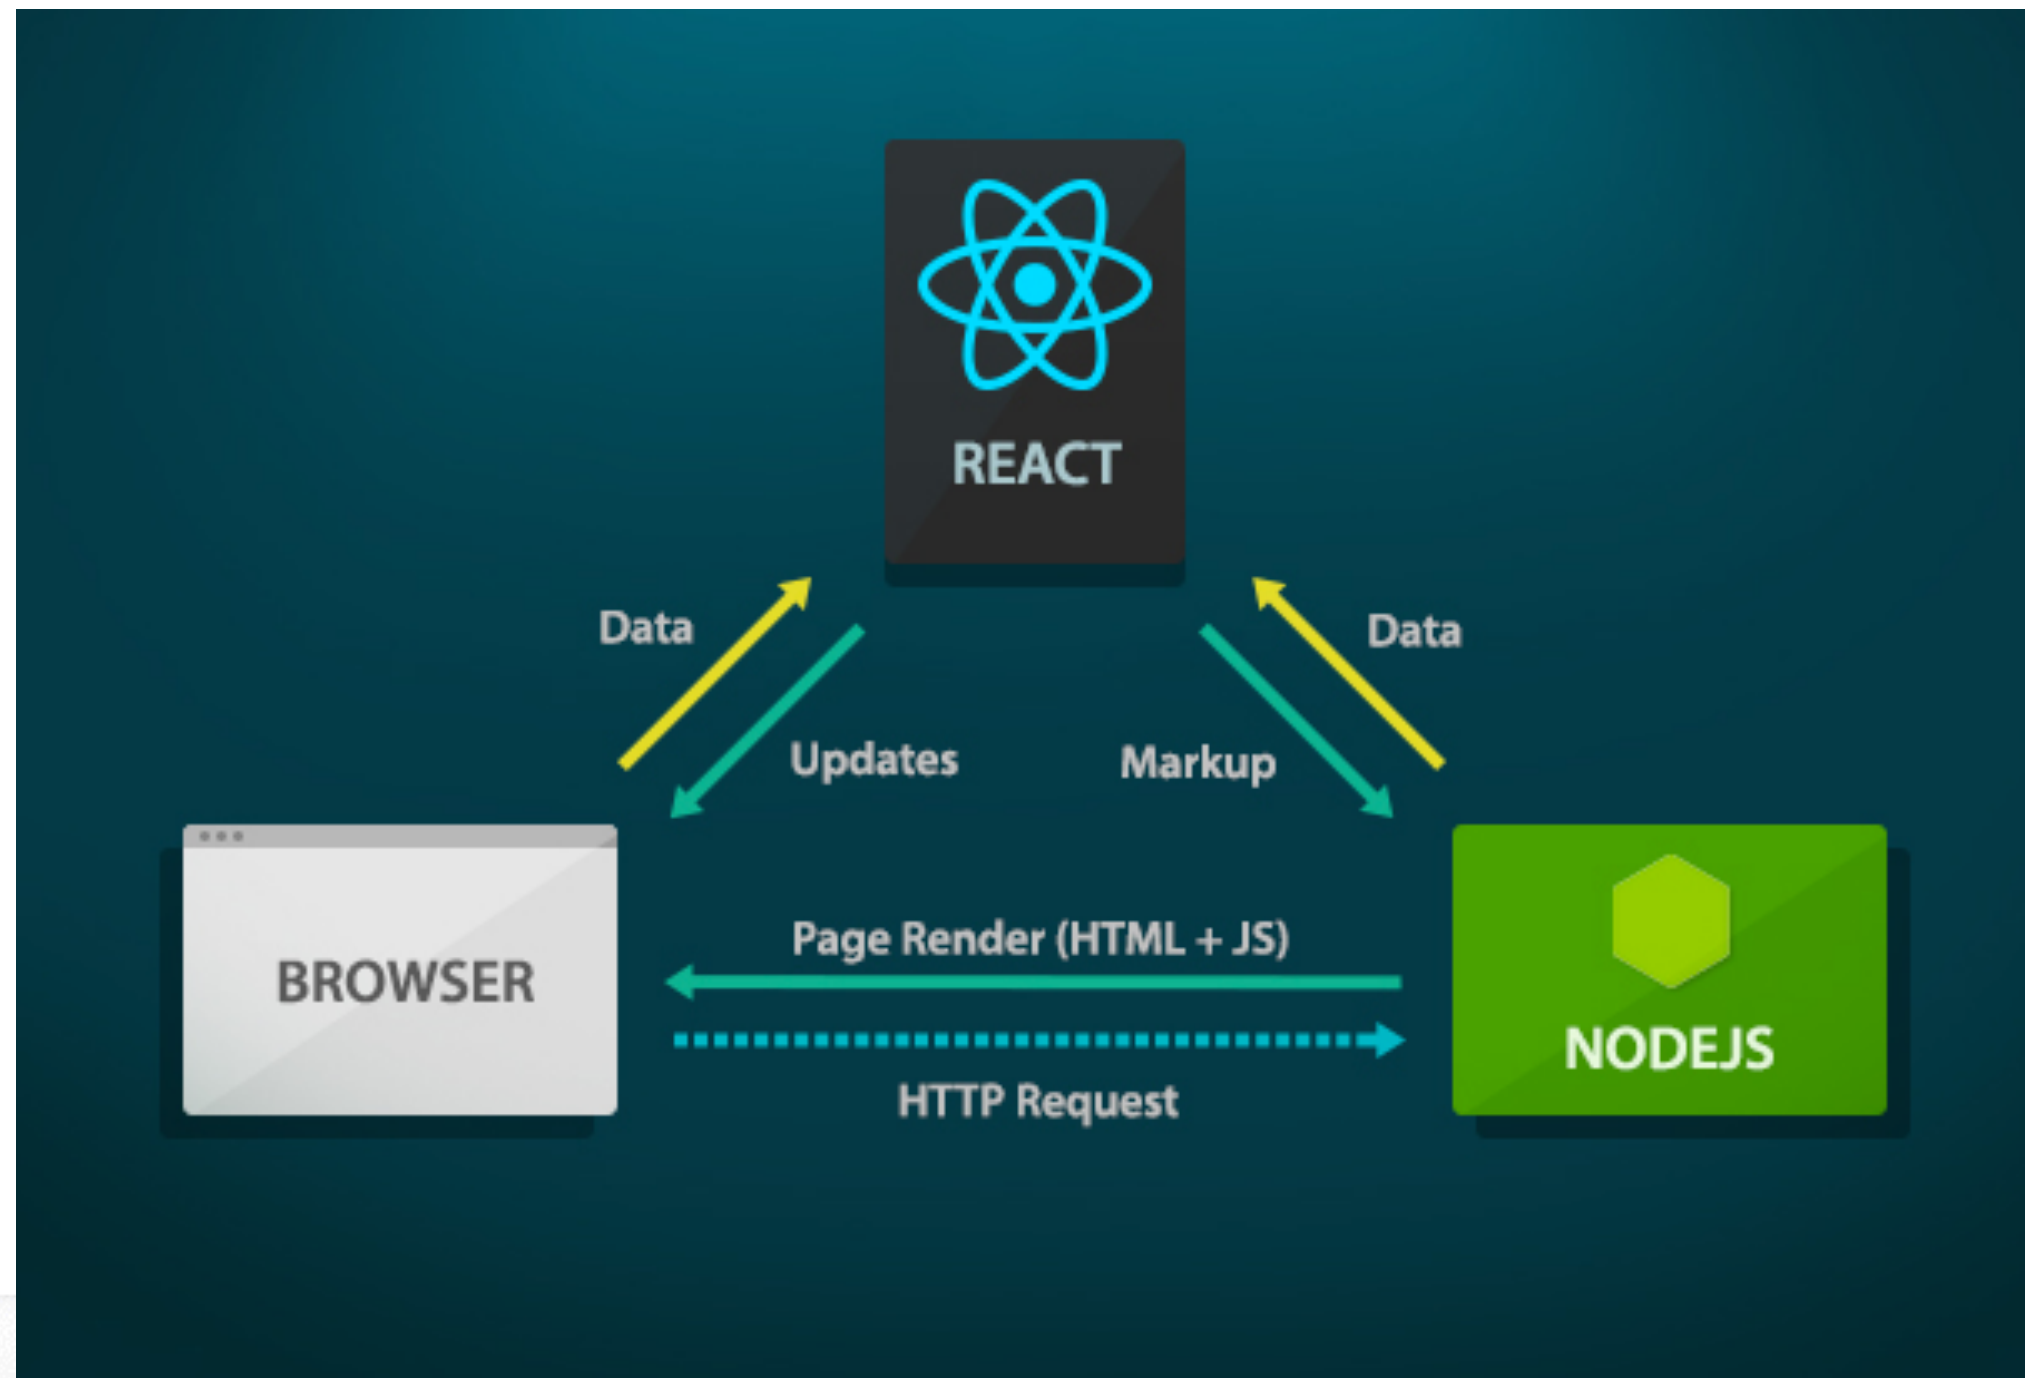 REACT
Data
Data
Updates
Markup
Page Render (HTML + JS)
BROWSER
NODEJS
HTTP Request